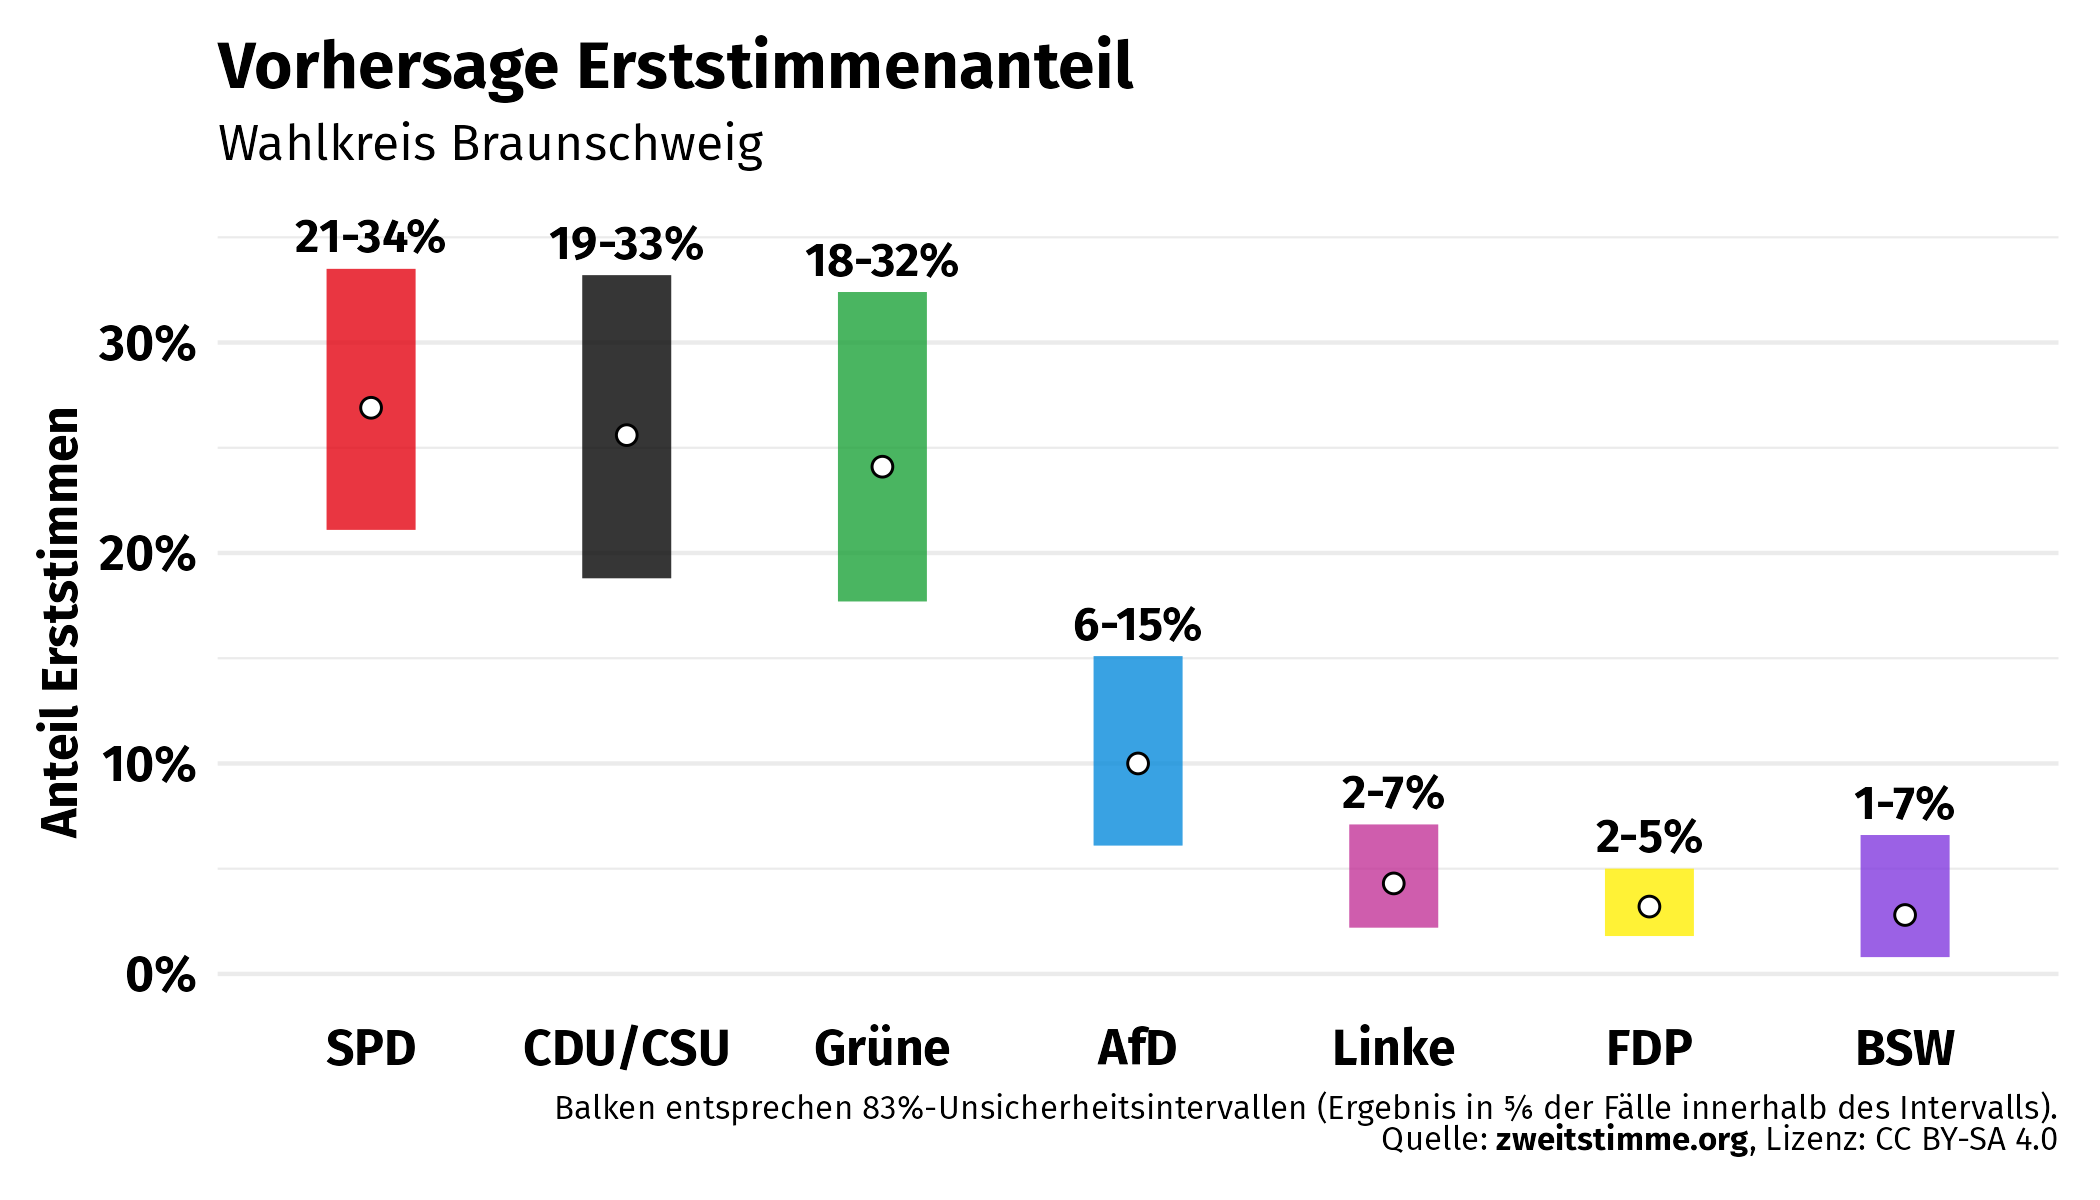 Vorhersage Erststimmenanteil
Wahlkreis Braunschweig
21-34%
19-33%
18-32%
6-15%
2-7%
2-5%
1-7%
Anteil Erststimmen
30%
20%
10%
0%
SPD
CDU/CSU
Grüne
AfD
Linke
FDP
BSW
Balken entsprechen 83%-Unsicherheitsintervallen (Ergebnis in ⅚ der Fälle innerhalb des Intervalls).
Quelle: zweitstimme.org, Lizenz: CC BY-SA 4.0